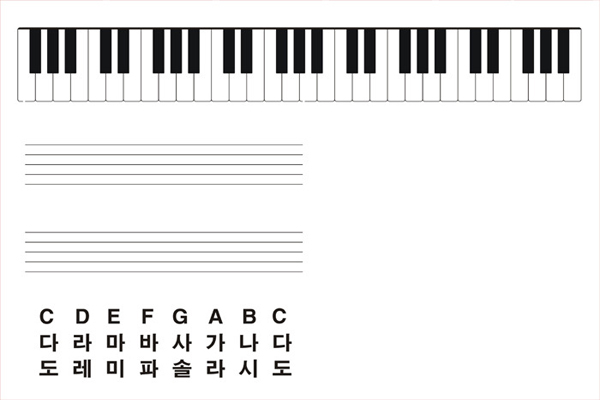 C D E F G A B C
다 라 마 바 사 가 나 다
도 레 미 파 솔 라 시 도